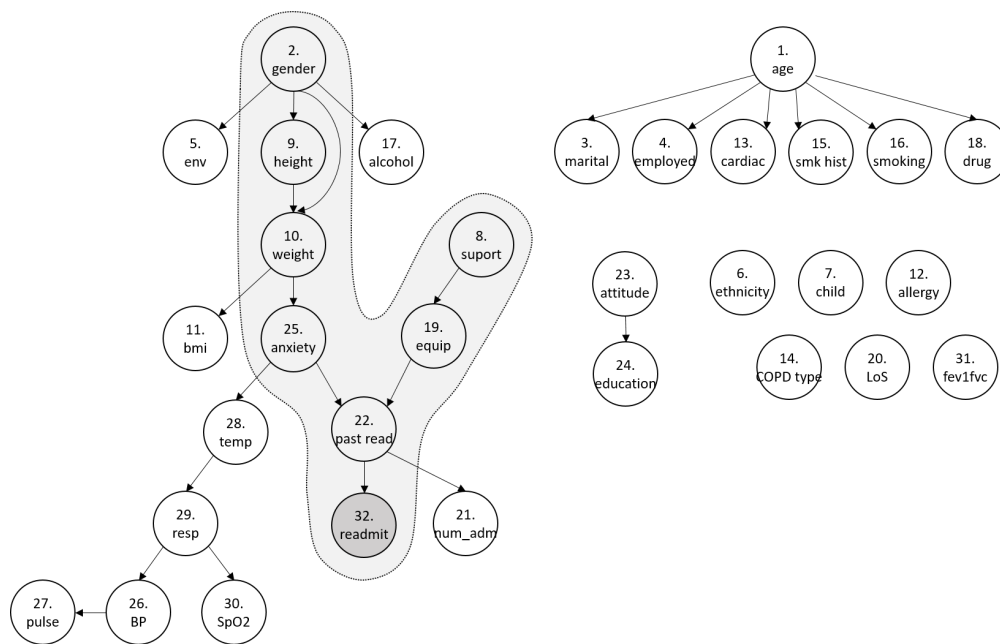 2.
gender
1.
age
5.
env
9.
height
17.
alcohol
3.
marital
4.
employed
13.
cardiac
15.
smk hist
16.
smoking
18.
drug
10.
weight
8.
suport
23.
attitude
6.
ethnicity
7.
child
12.
allergy
11.
bmi
25.
anxiety
19.
equip
24.
education
14.
COPD type
20.
LoS
31.
fev1fvc
28.
temp
22.
past read
29.
resp
32.
readmit
21.
num_adm
27.
pulse
26.
BP
30.
SpO2